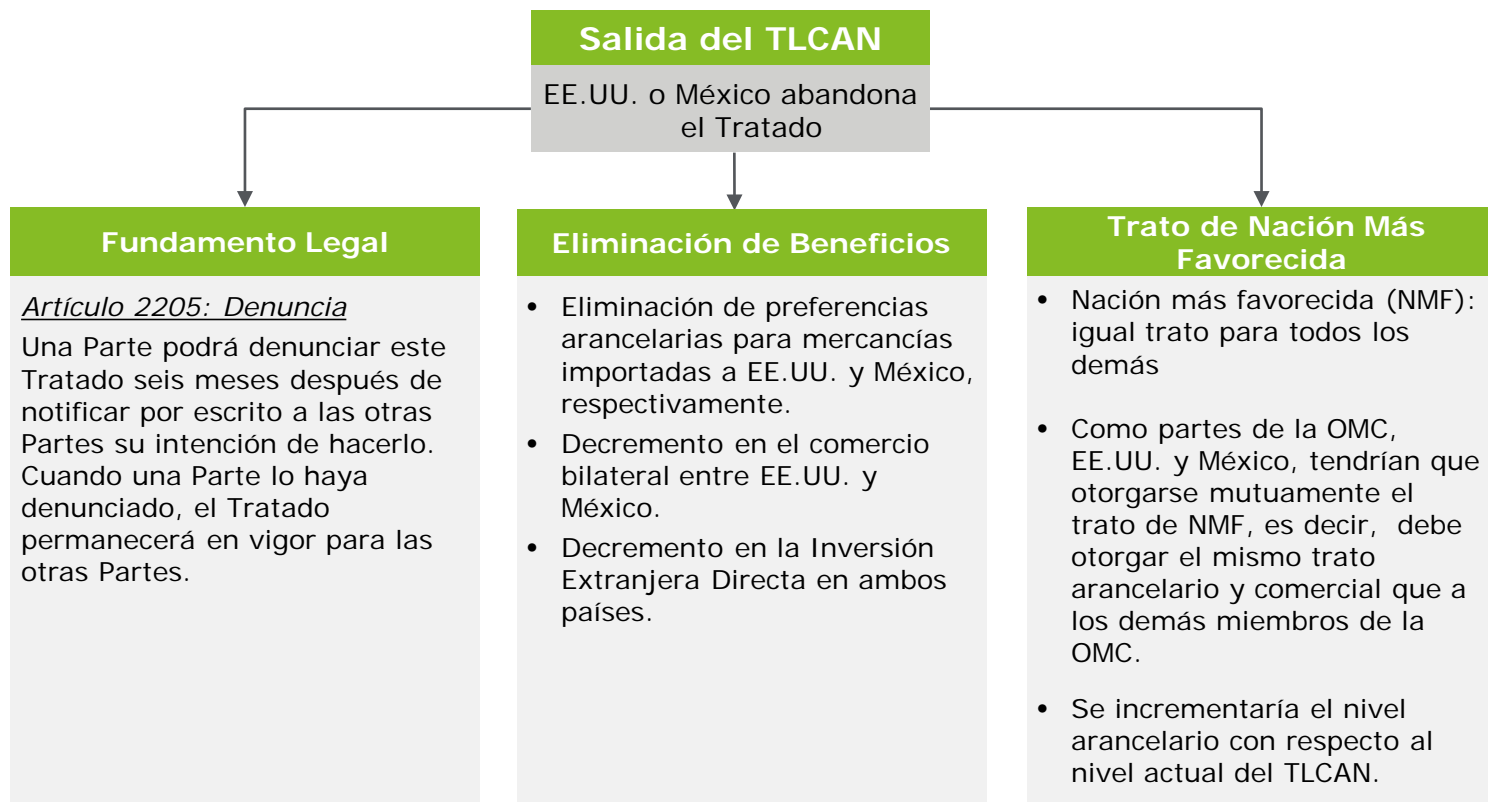 Salida del TLCAN
EE.UU. o México abandona
el Tratado
Fundamento Legal
Artículo 2205: Denuncia
Una Parte podrá denunciar este
Tratado seis meses después de
notificar por escrito a las otras
Partes su intención de hacerlo.
Cuando una Parte lo haya
denunciado, el Tratado
permanecerá en vigor para las
otras Partes.
Eliminación de Beneficios
• Eliminación de preferencias
arancelarias para mercancías
importadas a EE.UU. y México,
respectivamente.
• Decremento en el comercio
bilateral entre EE.UU. y
México.
• Decremento en la Inversión
Extranjera Directa en ambos
países.
Trato de Nación Más
Favorecida
• Nación más favorecida (NMF):
igual trato para todos los
demás
• Como partes de la OMC,
EE.UU. y México, tendrían que
otorgarse mutuamente el
trato de NMF, es decir, debe
otorgar el mismo trato
arancelario y comercial que a
los demás miembros de la
OMC.
• Se incrementaría el nivel
arancelario con respecto al
nivel actual del TLCAN.